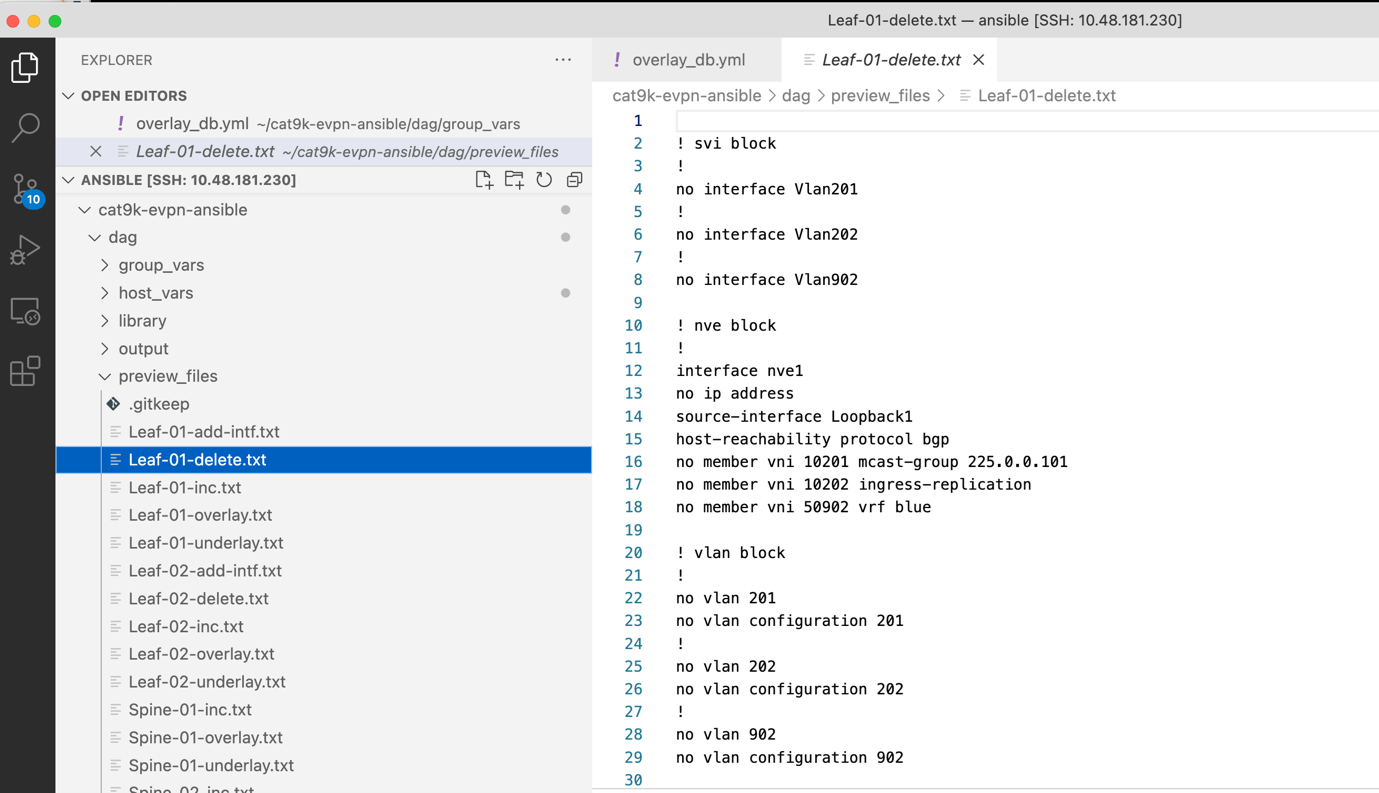 Leaf-01-delete.txt — ansible [SSH: 10.48.181.230]
EXPLORER
...
OPEN EDITORS
! overlay_db.yml ~/cat9k-evpn-ansible/dag/group_vars
Leaf-01-delete.txt ~/cat9k-evpn-ansible/dag/preview_files
ANSIBLE [SSH: 10.48.181.230]
10
cat9k-evpn-ansible
dag
group_vars
host_vars
library
output
preview_files
.gitkeep
Leaf-01-add-intf.txt
Leaf-01-delete.txt
Leaf-01-inc.txt
Leaf-01-overlay.txt
Leaf-01-underlay.txt
Leaf-02-add-intf.txt
Leaf-02-delete.txt
Leaf-02-inc.txt
Leaf-02-overlay.txt
Leaf-02-underlay.txt
Spine-01-inc.txt
Spine-01-overlay.txt
Spine-01-underlay.txt
Spine-02-inc.txt
! overlay_db.yml
Leaf-01-delete.txt
cat9k-evpn-ansible > dag > preview_files > Leaf-01-delete.txt
1
2 ! svi block
3 !
4 no interface Vlan201
5 !
6 no interface Vlan202
7 !
8 no interface Vlan902
9
10 ! nve block
11 !
12 interface nve1
13 no ip address
14 source-interface Loopback1
15 host-reachability protocol bgp
16 no member vni 10201 mcast-group 225.0.0.101
17 no member vni 10202 ingress-replication
18 no member vni 50902 vrf blue
19
20 ! vlan block
21 !
22 no vlan 201
23 no vlan configuration 201
24 !
25 no vlan 202
26 no vlan configuration 202
27 !
28 no vlan 902
29 no vlan configuration 902
30